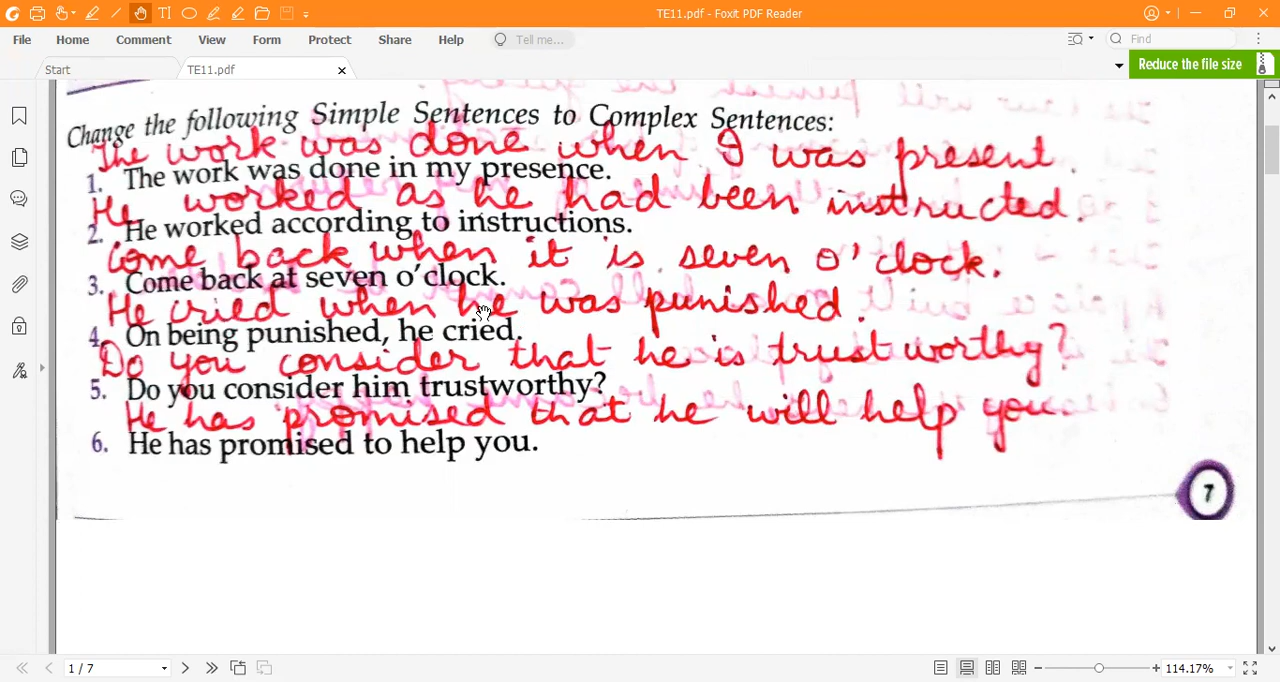 TE11.pdf - Foxit PDF Reader
File Home Comment View Form Protect Share Help Tell me... Find
Start TE11.pdf Reduce the file size
Change the following Simple Sentences to Complex Sentences:
The work was done when I was present.
1. The work was done in my presence.
He worked as he had been instructed.
2. He worked according to instructions.
Come back when it is seven o'clock.
3. Come back at seven o'clock.
He cried when he was punished.
4. On being punished, he cried.
Do you consider that he is trustworthy?
5. Do you consider him trustworthy?
He has promised that he will help you.
6. He has promised to help you.
7
1 / 7 114.17%